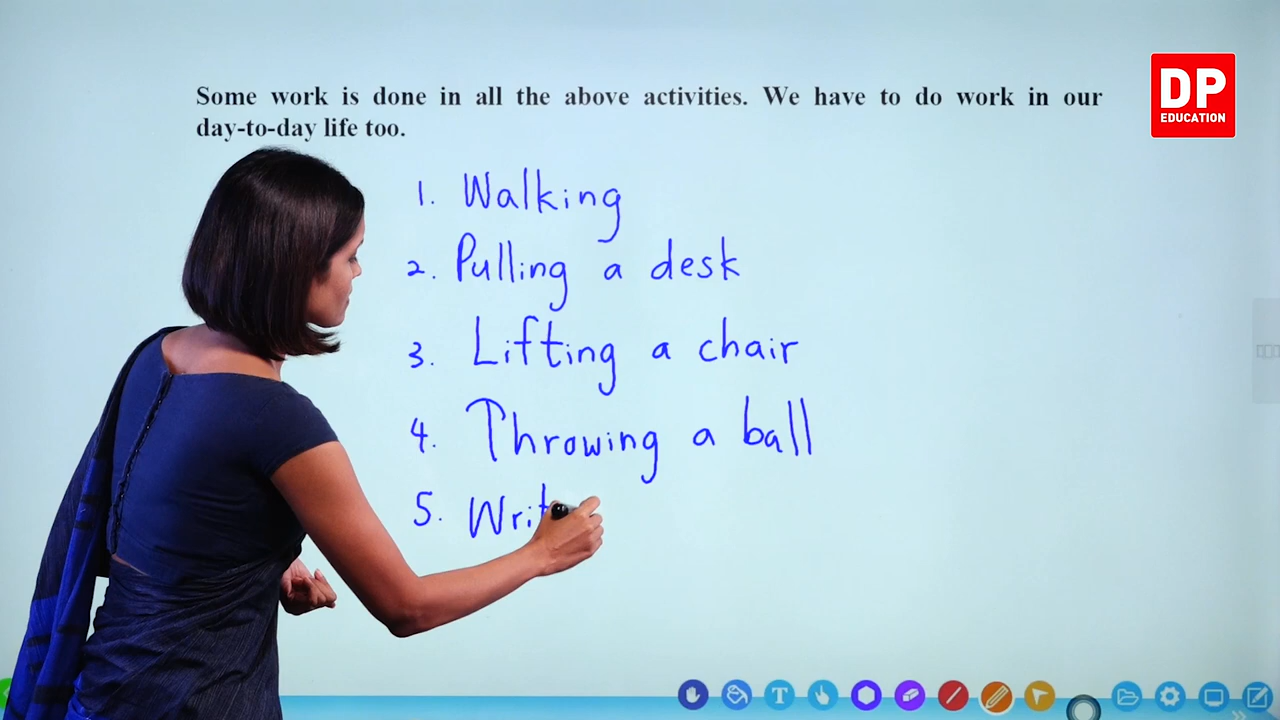 Some work is done in all the above activities. We have to do work in our
day-to-day life too.
DP
EDUCATION
1. Walking
2. Pulling a desk
3. Lifting a chair
4. Throwing a ball
5. Writ